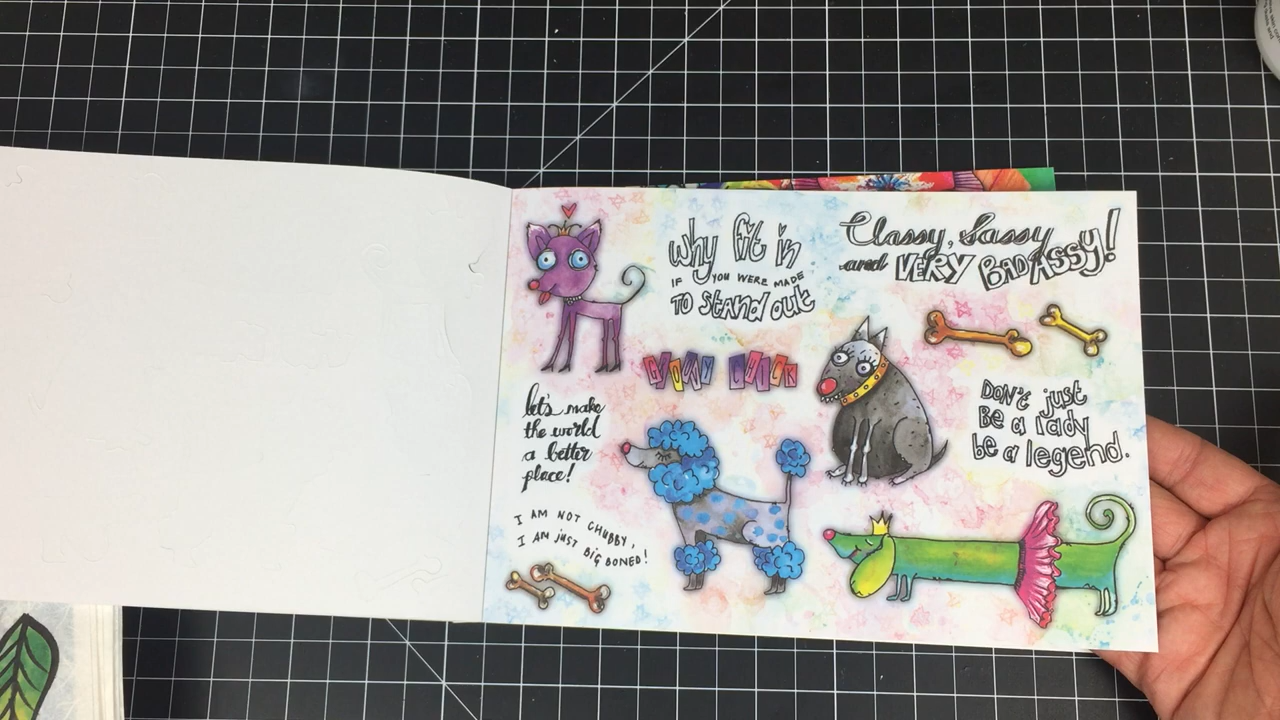 why fit in
IF YOU WERE MADE
TO STAND OUT
Classy, Sassy
and VERY BADASSY!
let's make
the world
a better
place!
DON'T just
Be a lady
be a legend.
I AM NOT CHUBBY,
I AM JUST BIG BONED!